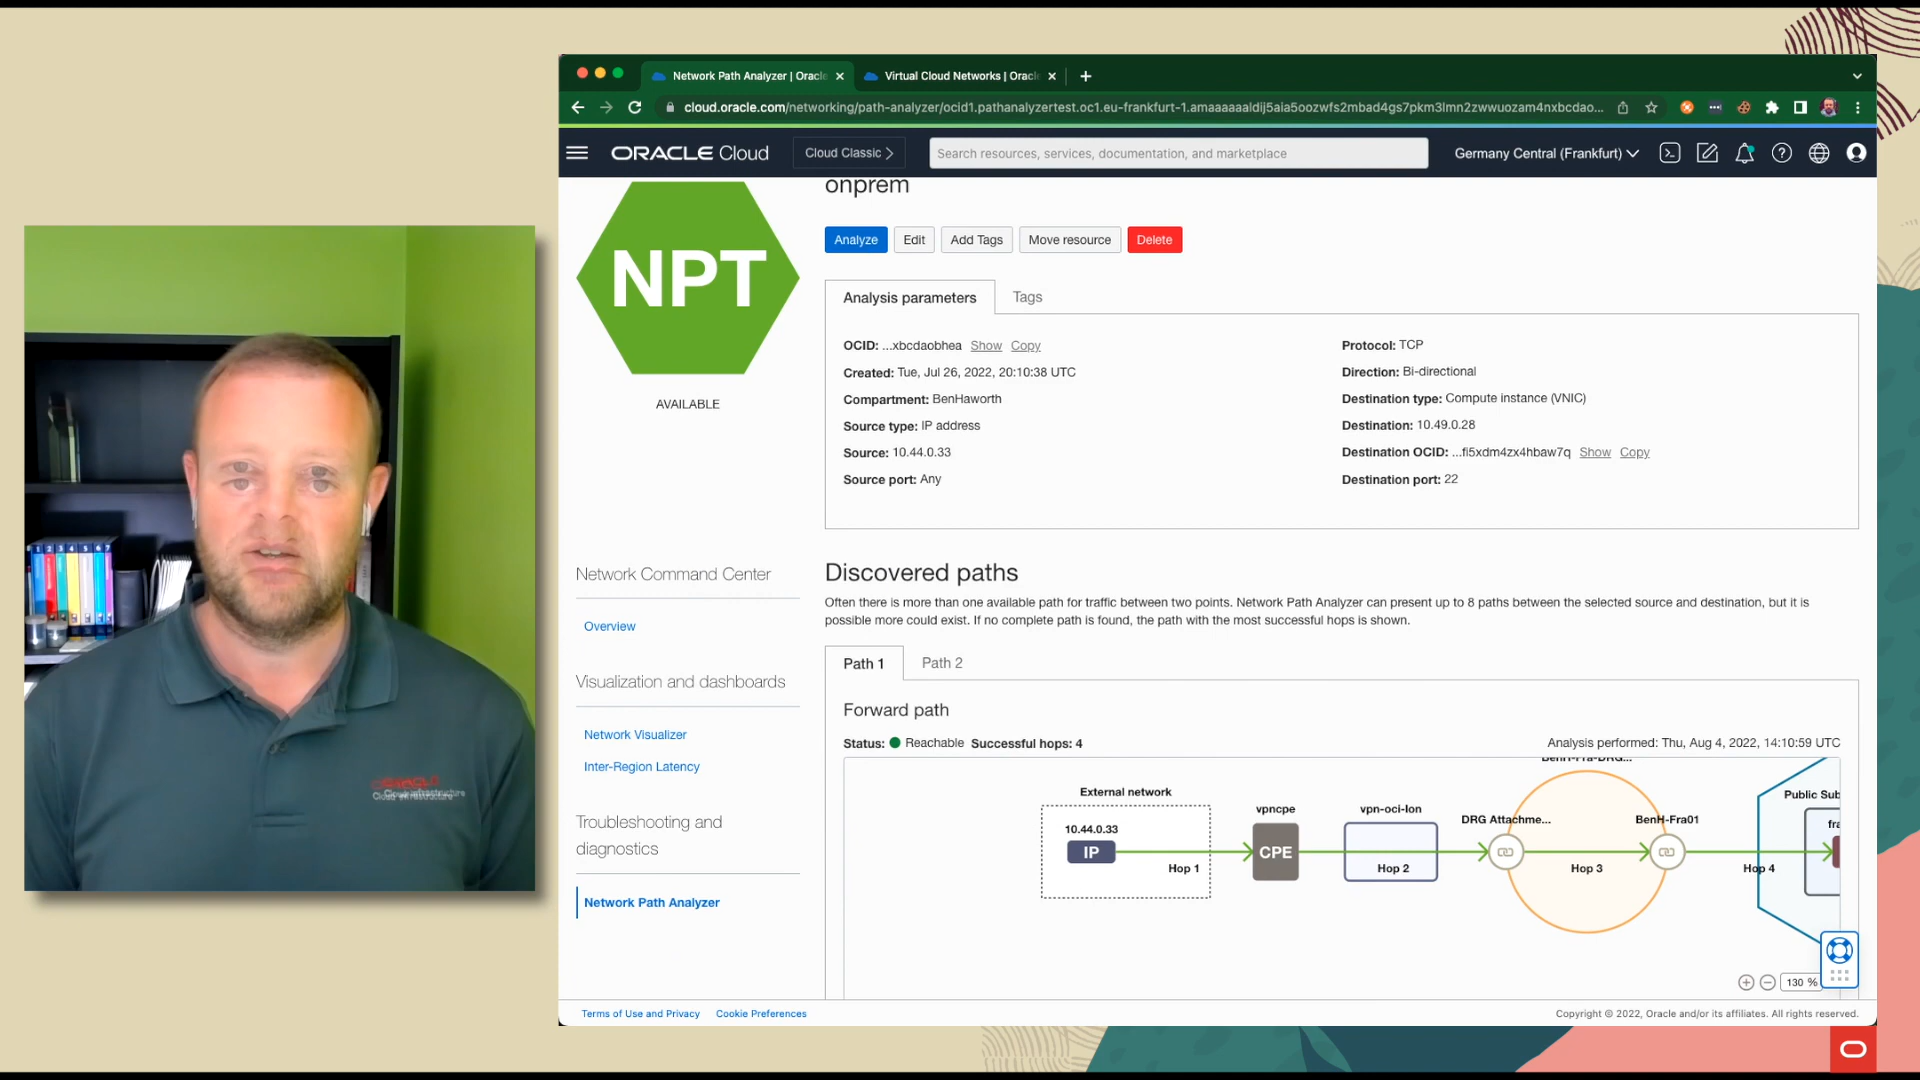 Network Path Analyzer | Oracle
Virtual Cloud Networks | Oracle
cloud.oracle.com/networking/path-analyzer/ocid1.pathanalyzertest.oc1.eu-frankfurt-1.amaaaaaaldij5aia5oozwfs2mbad4gs7pkm3lmn2zwwuozam4nxbcdao...
ORACLE Cloud
Cloud Classic
Search resources, services, documentation, and marketplace
Germany Central (Frankfurt)
onprem
NPT
AVAILABLE
Analyze Edit Add Tags Move resource Delete
Analysis parameters Tags
OCID: ...xbcdaobhea Show Copy
Created: Tue, Jul 26, 2022, 20:10:38 UTC
Compartment: BenHaworth
Source type: IP address
Source: 10.44.0.33
Source port: Any
Protocol: TCP
Direction: Bi-directional
Destination type: Compute instance (VNIC)
Destination: 10.49.0.28
Destination OCID: ...fi5xdm4zx4hbaw7q Show Copy
Destination port: 22
Network Command Center
Overview
Visualization and dashboards
Network Visualizer
Inter-Region Latency
Troubleshooting and
diagnostics
Network Path Analyzer
Discovered paths
Often there is more than one available path for traffic between two points. Network Path Analyzer can present up to 8 paths between the selected source and destination, but it is
possible more could exist. If no complete path is found, the path with the most successful hops is shown.
Path 1 Path 2
Forward path
Status: Reachable Successful hops: 4
Analysis performed: Thu, Aug 4, 2022, 14:10:59 UTC
External network
10.44.0.33
IP
Hop 1
vpncpe
CPE
vpn-oci-lon
Hop 2
DRG Attachme...
BenH-Fra-DRG...
Hop 3
BenH-Fra01
Hop 4
Public Sub
fra
130 %
Terms of Use and Privacy Cookie Preferences
Copyright © 2022, Oracle and/or its affiliates. All rights reserved.
ORACLE
Cloud Infrastructure